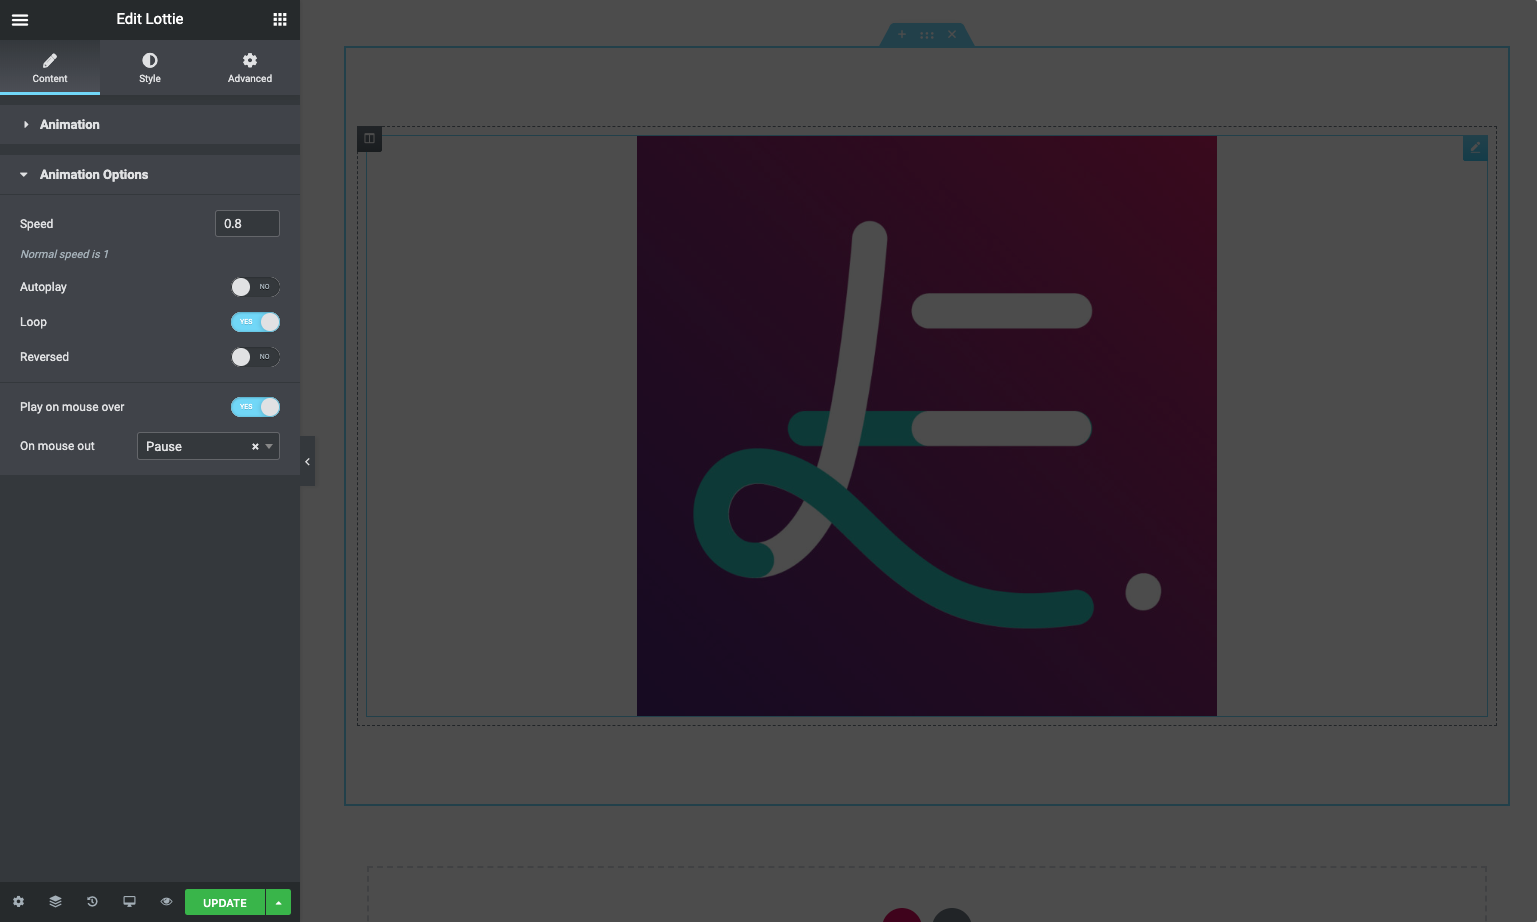 Edit Lottie
Content
Style
Advanced
Animation
Animation Options
Speed
0.8
Normal speed is 1
Autoplay
NO
Loop
YES
Reversed
NO
Play on mouse over
YES
On mouse out
Pause
UPDATE